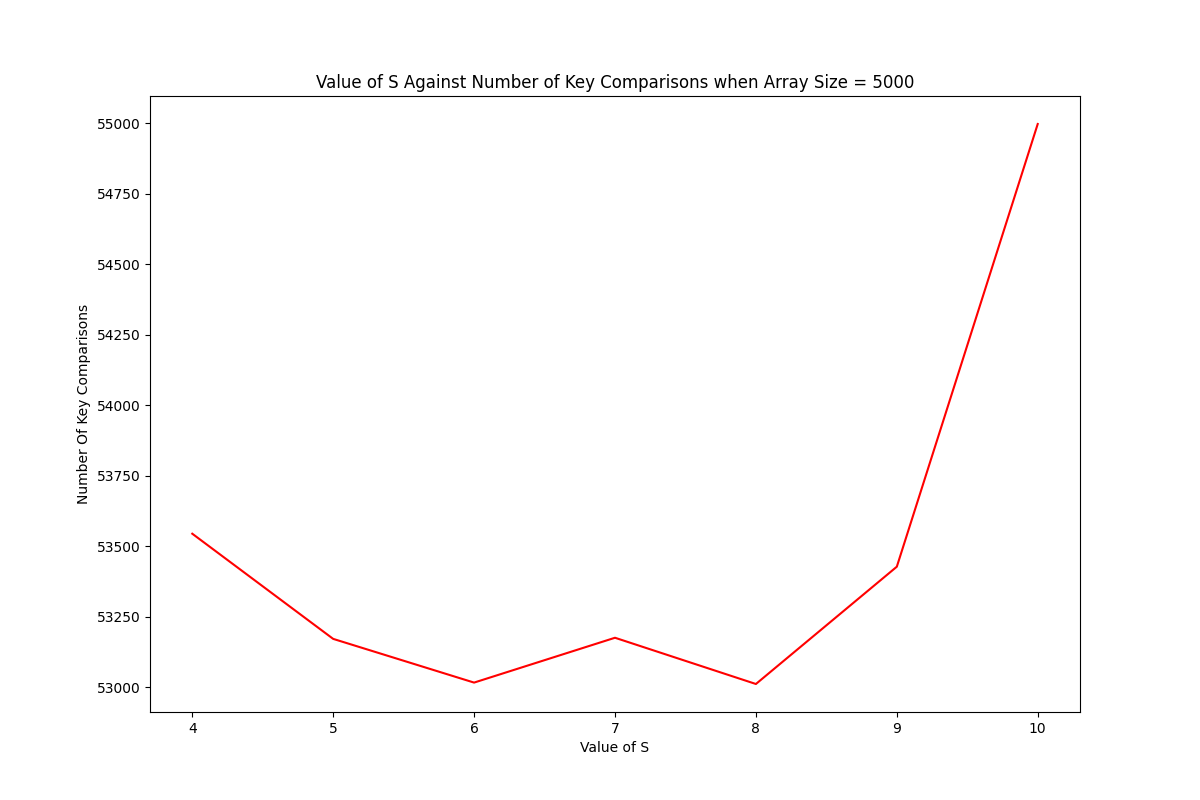 Value of S Against Number of Key Comparisons when Array Size = 5000
Number Of Key Comparisons
55000
54750
54500
54250
54000
53750
53500
53250
53000
4 5 6 7 8 9 10
Value of S